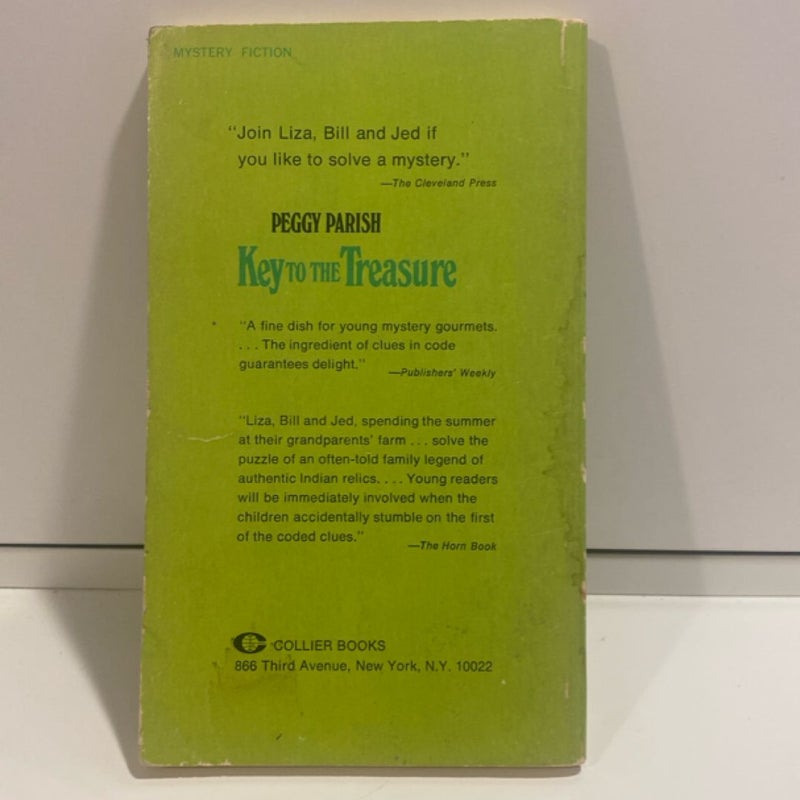 MYSTERY FICTION
"Join Liza, Bill and Jed if
you like to solve a mystery."
—The Cleveland Press
PEGGY PARISH
Key TO THE Treasure
"A fine dish for young mystery gourmets.
. . . The ingredient of clues in code
guarantees delight."
—Publishers' Weekly
"Liza, Bill and Jed, spending the summer
at their grandparents' farm . . . solve the
puzzle of an often-told family legend of
authentic Indian relics. . . . Young readers
will be immediately involved when the
children accidentally stumble on the first
of the coded clues."
—The Horn Book
COLLIER BOOKS
866 Third Avenue, New York, N.Y. 10022